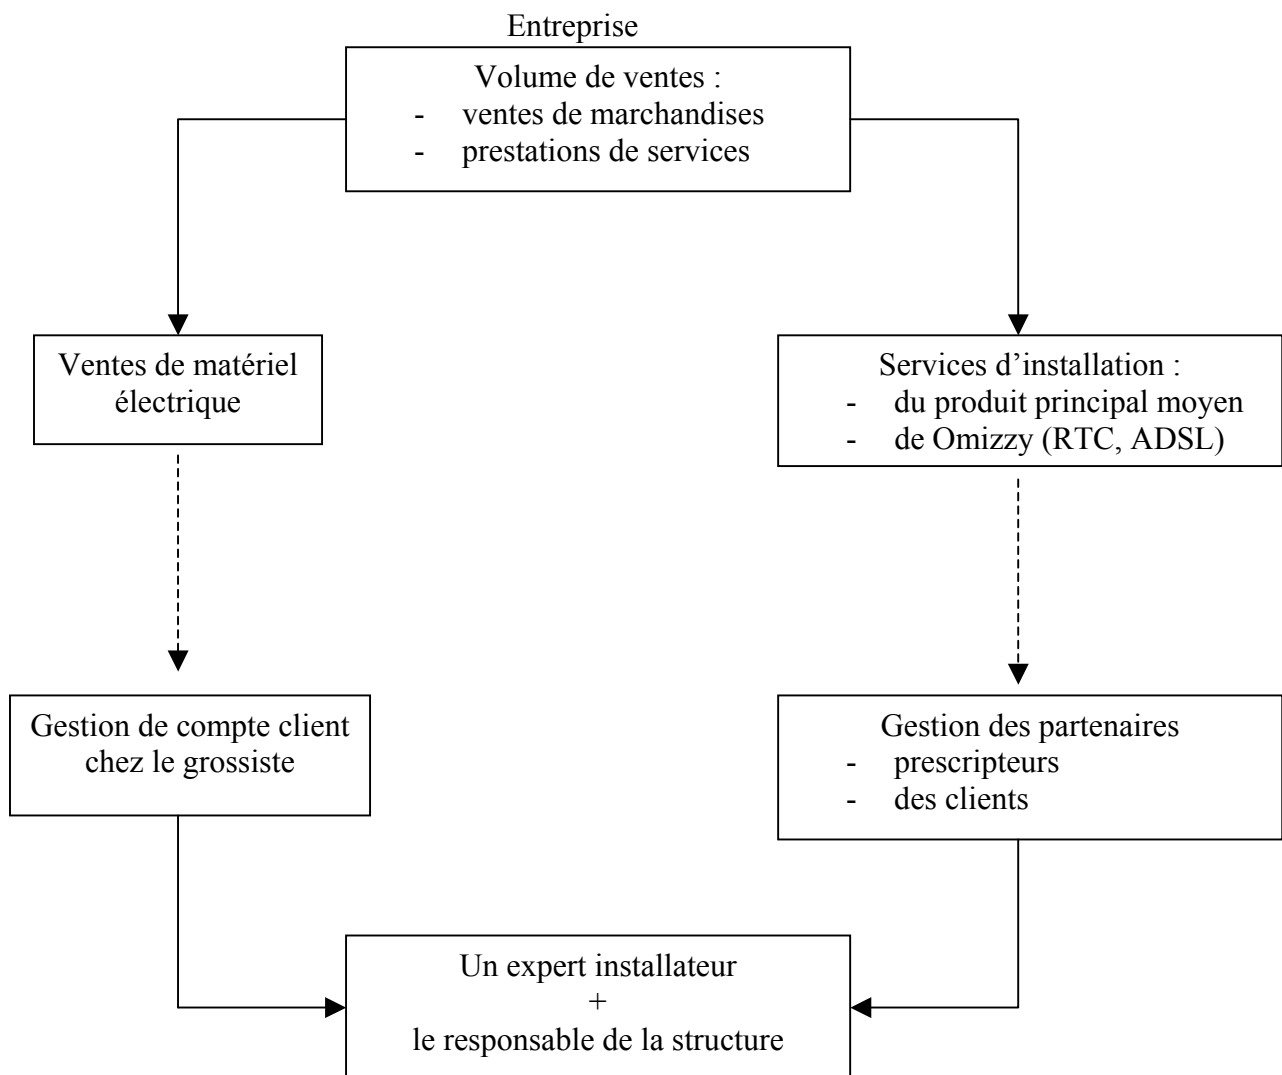 Entreprise
Volume de ventes :
- ventes de marchandises
- prestations de services
Ventes de matériel
électrique
Services d’installation :
- du produit principal moyen
- de Omizzy (RTC, ADSL)
Gestion de compte client
chez le grossiste
Gestion des partenaires
- prescripteurs
- des clients
Un expert installateur
+
le responsable de la structure